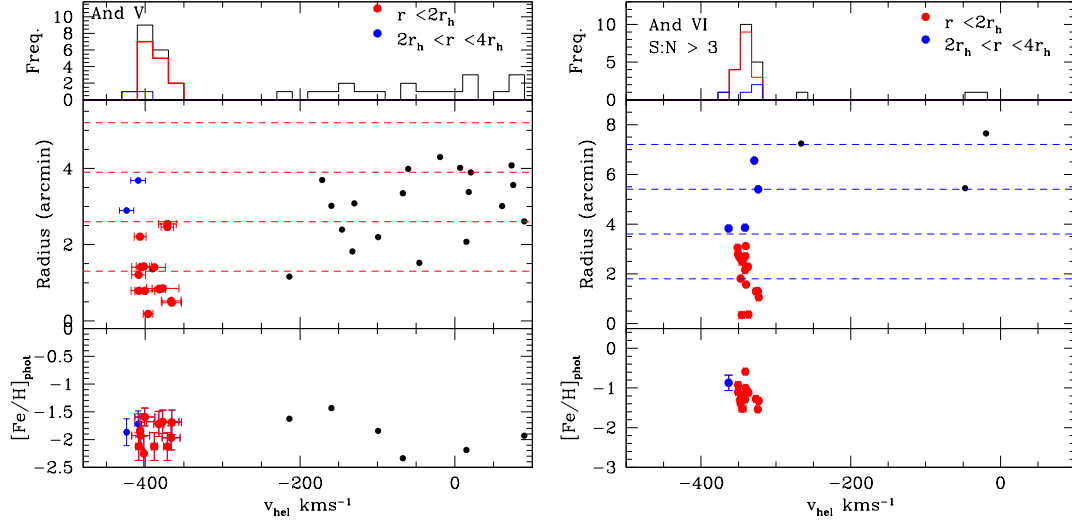 And V
r <2r_h
2r_h < r <4r_h
Freq.
10
8
6
4
2
0
Radius (arcmin)
4
2
0
[Fe/H]_phot
0
−0.5
−1
−1.5
−2
−2.5
−400
−200
0
v_hel kms⁻¹
And VI
S:N > 3
r <2r_h
2r_h < r <4r_h
Freq.
10
5
0
Radius (arcmin)
8
6
4
2
0
[Fe/H]_phot
0
−1
−2
−3
−400
−200
0
v_hel kms⁻¹